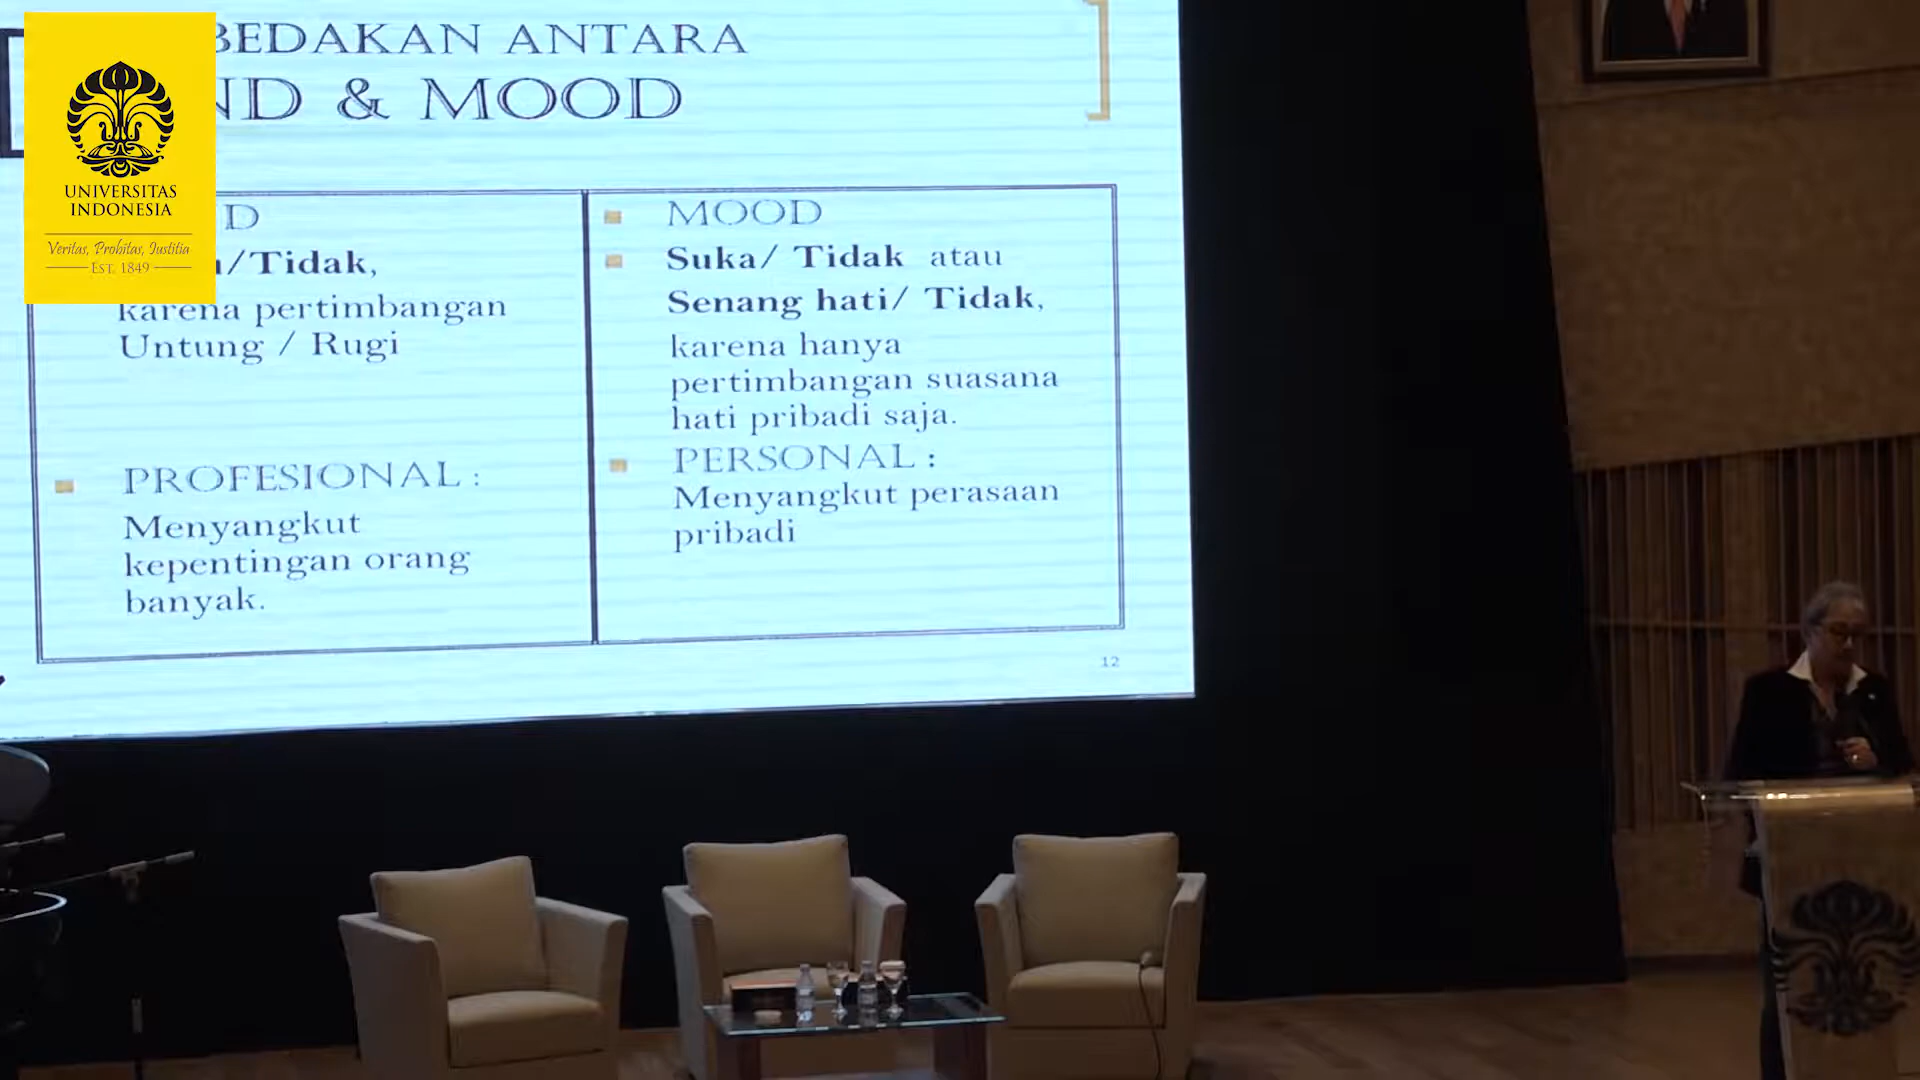 BEDAKAN ANTARA
& MOOD
UNIVERSITAS
INDONESIA
Veritas, Probitas, Justitia
EST. 1849
/Tidak,
karena pertimbangan
Untung / Rugi
PROFESIONAL :
Menyangkut
kepentingan orang
banyak.
MOOD
Suka/ Tidak atau
Senang hati/ Tidak,
karena hanya
pertimbangan suasana
hati pribadi saja.
PERSONAL :
Menyangkut perasaan
pribadi
12